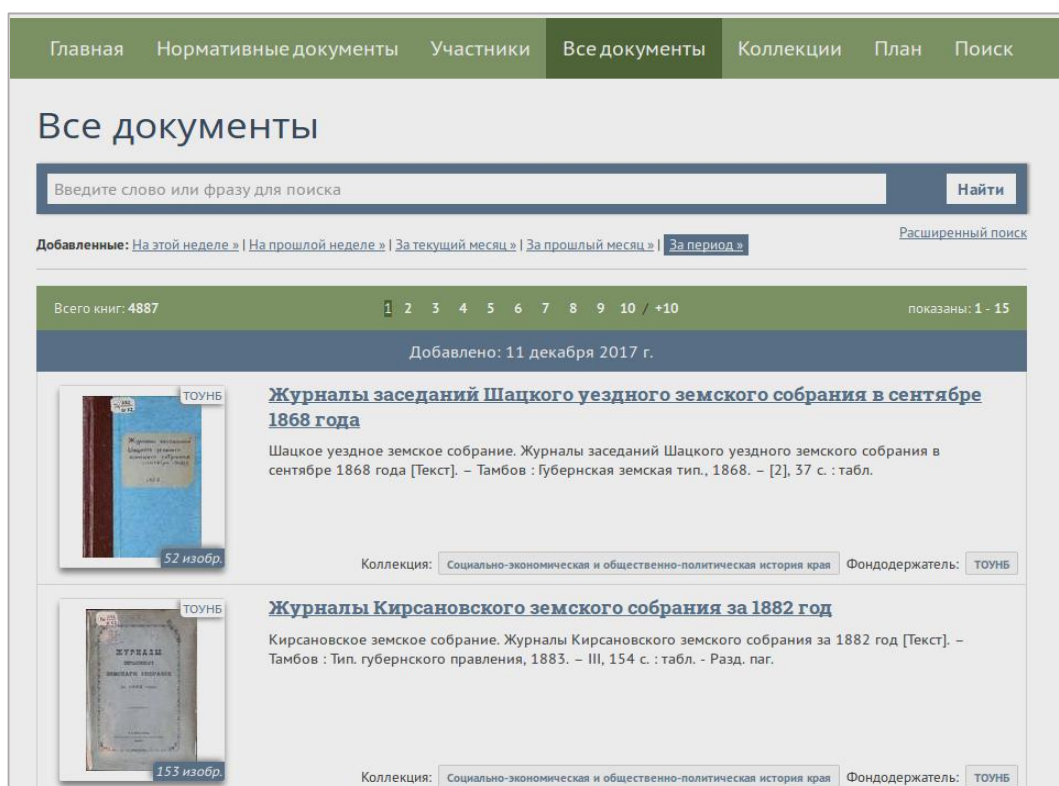 Главная Нормативные документы Участники Все документы Коллекции План Поиск
Все документы
Введите слово или фразу для поиска Найти
Добавленные: На этой неделе » | На прошлой неделе » | За текущий месяц » | За прошлый месяц » | За период »
Расширенный поиск
Всего книг: 4887 1 2 3 4 5 6 7 8 9 10 / +10 показаны: 1 - 15
Добавлено: 11 декабря 2017 г.
ТОУНБ
52 изобр.
Журналы заседаний Шацкого уездного земского собрания в сентябре
1868 года
Шацкое уездное земское собрание. Журналы заседаний Шацкого уездного земского собрания в
сентябре 1868 года [Текст]. – Тамбов : Губернская земская тип., 1868. – [2], 37 с. : табл.
Коллекция: Социально-экономическая и общественно-политическая история края Фондодержатель: ТОУНБ
ТОУНБ
ЖУРНАЛЫ
ЗЕМСКАГО СОБРАНІЯ
153 изобр.
Журналы Кирсановского земского собрания за 1882 год
Кирсановское земское собрание. Журналы Кирсановского земского собрания за 1882 год [Текст]. –
Тамбов : Тип. губернского правления, 1883. – III, 154 с. : табл. - Разд. паг.
Коллекция: Социально-экономическая и общественно-политическая история края Фондодержатель: ТОУНБ